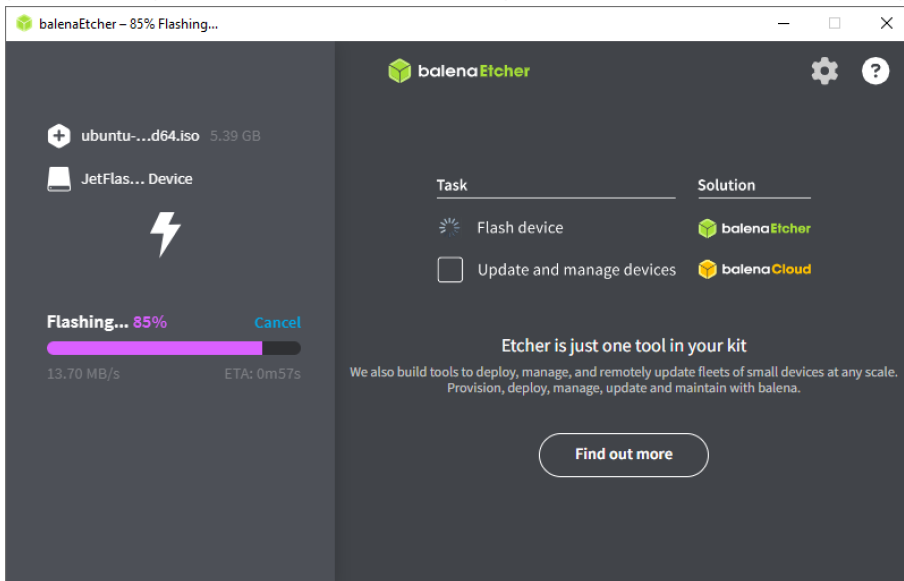 balenaEtcher – 85% Flashing...
balenaEtcher
?
ubuntu-...d64.iso 5.39 GB
JetFlas... Device
Flashing... 85% Cancel
13.70 MB/s ETA: 0m57s
Task Solution
Flash device balenaEtcher
Update and manage devices balenaCloud
Etcher is just one tool in your kit
We also build tools to deploy, manage, and remotely update fleets of small devices at any scale.
Provision, deploy, manage, update and maintain with balena.
Find out more